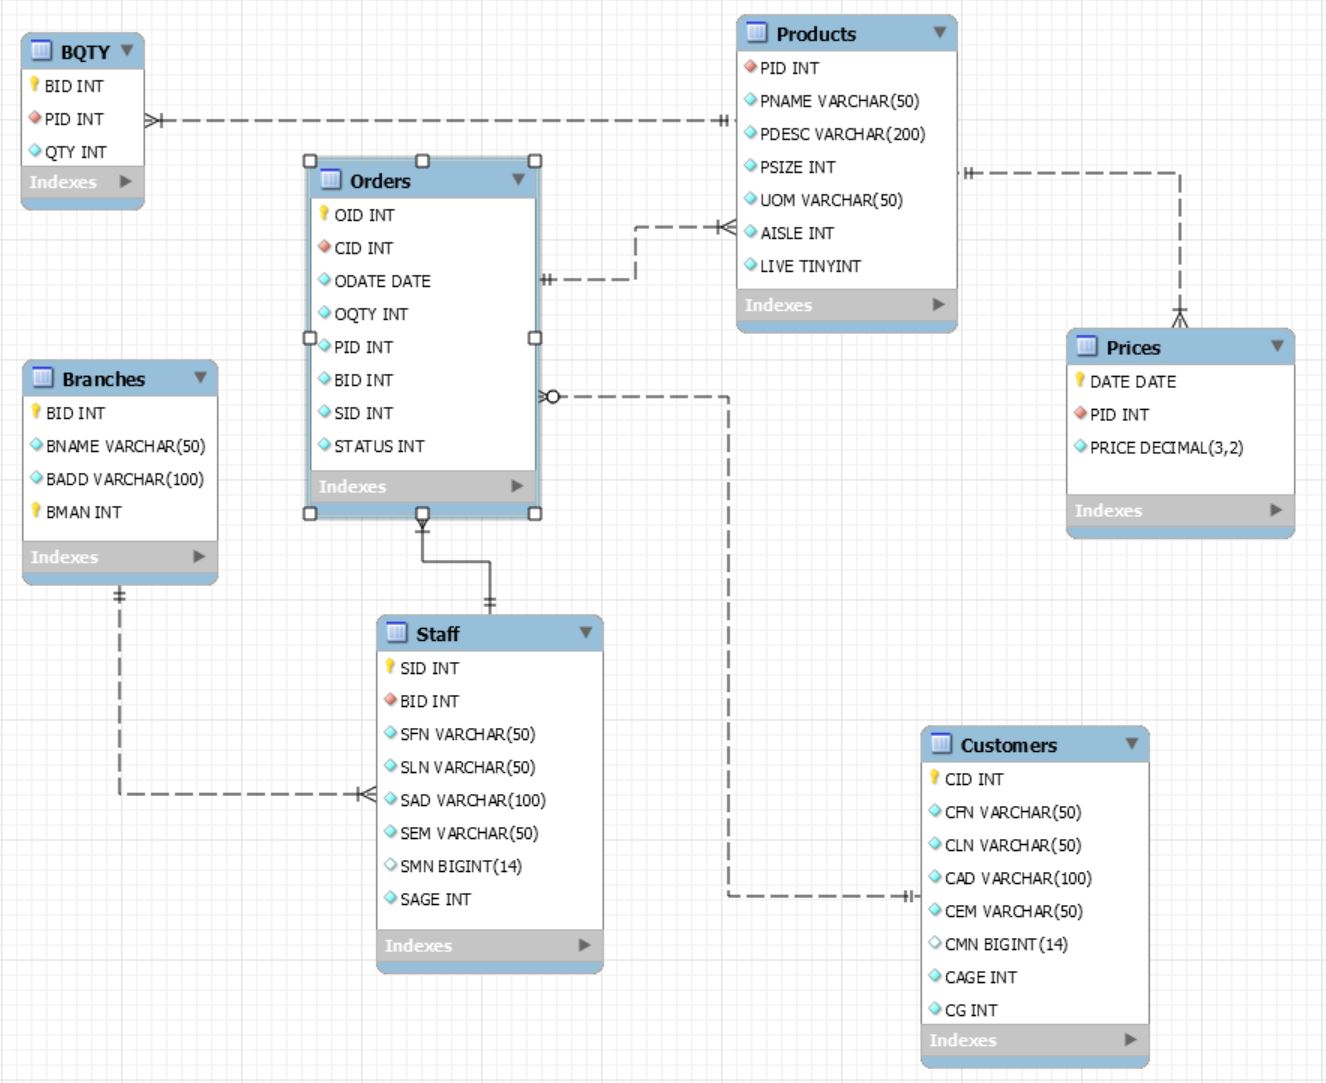 BQTY
BID INT
PID INT
QTY INT
Indexes
Products
PID INT
PNAME VARCHAR(50)
PDESC VARCHAR(200)
PSIZE INT
UOM VARCHAR(50)
AISLE INT
LIVE TINYINT
Indexes
Orders
OID INT
CID INT
ODATE DATE
OQTY INT
PID INT
BID INT
SID INT
STATUS INT
Indexes
Prices
DATE DATE
PID INT
PRICE DECIMAL(3,2)
Indexes
Branches
BID INT
BNAME VARCHAR(50)
BADD VARCHAR(100)
BMAN INT
Indexes
Staff
SID INT
BID INT
SFN VARCHAR(50)
SLN VARCHAR(50)
SAD VARCHAR(100)
SEM VARCHAR(50)
SMN BIGINT(14)
SAGE INT
Indexes
Customers
CID INT
CFN VARCHAR(50)
CLN VARCHAR(50)
CAD VARCHAR(100)
CEM VARCHAR(50)
CMN BIGINT(14)
CAGE INT
CG INT
Indexes